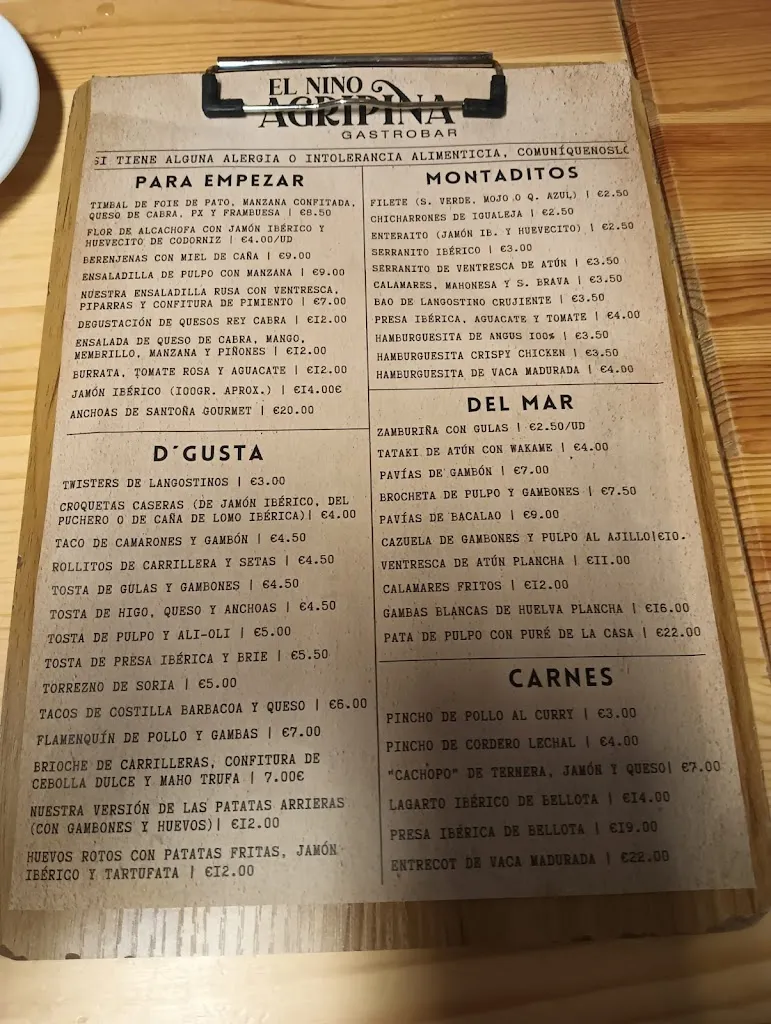 EL NINO
AGRIPINA
GASTROBAR
SI TIENE ALGUNA ALERGIA O INTOLERANCIA ALIMENTICIA, COMUNÍQUENOSLO
PARA EMPEZAR
TIMBAL DE FOIE DE PATO, MANZANA CONFITADA,
QUESO DE CABRA, PX Y FRAMBUESA | €8.50
FLOR DE ALCACHOFA CON JAMÓN IBÉRICO Y
HUEVECITO DE CODORNIZ | €4.00/UD
BERENJENAS CON MIEL DE CAÑA | €9.00
ENSALADILLA DE PULPO CON MANZANA | €9.00
NUESTRA ENSALADILLA RUSA CON VENTRESCA,
PIPARRAS Y CONFITURA DE PIMIENTO | €7.00
DEGUSTACIÓN DE QUESOS REY CABRA | €12.00
ENSALADA DE QUESO DE CABRA, MANGO,
MEMBRILLO, MANZANA Y PIÑONES | €12.00
BURRATA, TOMATE ROSA Y AGUACATE | €12.00
JAMÓN IBÉRICO (100GR. APROX.) | €14.00€
ANCHOAS DE SANTOÑA GOURMET | €20.00
D´GUSTA
TWISTERS DE LANGOSTINOS | €3.00
CROQUETAS CASERAS (DE JAMÓN IBÉRICO, DEL
PUCHERO O DE CAÑA DE LOMO IBÉRICA)| €4.00
TACO DE CAMARONES Y GAMBÓN | €4.50
ROLLITOS DE CARRILLERA Y SETAS | €4.50
TOSTA DE GULAS Y GAMBONES | €4.50
TOSTA DE HIGO, QUESO Y ANCHOAS | €4.50
TOSTA DE PULPO Y ALI-OLI | €5.00
TOSTA DE PRESA IBÉRICA Y BRIE | €5.50
TORREZNO DE SORIA | €5.00
TACOS DE COSTILLA BARBACOA Y QUESO | €6.00
FLAMENQUÍN DE POLLO Y GAMBAS | €7.00
BRIOCHE DE CARRILLERAS, CONFITURA DE
CEBOLLA DULCE Y MAHO TRUFA | 7.00€
NUESTRA VERSIÓN DE LAS PATATAS ARRIERAS
(CON GAMBONES Y HUEVOS)| €12.00
HUEVOS ROTOS CON PATATAS FRITAS, JAMÓN
IBÉRICO Y TARTUFATA | €12.00
MONTADITOS
FILETE (S. VERDE, MOJO O Q. AZUL) | €2.50
CHICHARRONES DE IGUALEJA | €2.50
ENTERAITO (JAMÓN IB. Y HUEVECITO) | €2.50
SERRANITO IBÉRICO | €3.00
SERRANITO DE VENTRESCA DE ATÚN | €3.50
CALAMARES, MAHONESA Y S. BRAVA | €3.50
BAO DE LANGOSTINO CRUJIENTE | €3.50
PRESA IBÉRICA, AGUACATE Y TOMATE | €4.00
HAMBURGUESITA DE ANGUS 100% | €3.50
HAMBURGUESITA CRISPY CHICKEN | €3.50
HAMBURGUESITA DE VACA MADURADA | €4.00
DEL MAR
ZAMBURIÑA CON GULAS | €2.50/UD
TATAKI DE ATÚN CON WAKAME | €4.00
PAVÍAS DE GAMBÓN | €7.00
BROCHETA DE PULPO Y GAMBONES | €7.50
PAVÍAS DE BACALAO | €9.00
CAZUELA DE GAMBONES Y PULPO AL AJILLO|€10.
VENTRESCA DE ATÚN PLANCHA | €11.00
CALAMARES FRITOS | €12.00
GAMBAS BLANCAS DE HUELVA PLANCHA | €16.00
PATA DE PULPO CON PURÉ DE LA CASA | €22.00
CARNES
PINCHO DE POLLO AL CURRY | €3.00
PINCHO DE CORDERO LECHAL | €4.00
"CACHOPO" DE TERNERA, JAMÓN Y QUESO| €7.00
LAGARTO IBÉRICO DE BELLOTA | €14.00
PRESA IBÉRICA DE BELLOTA | €19.00
ENTRECOT DE VACA MADURADA | €22.00